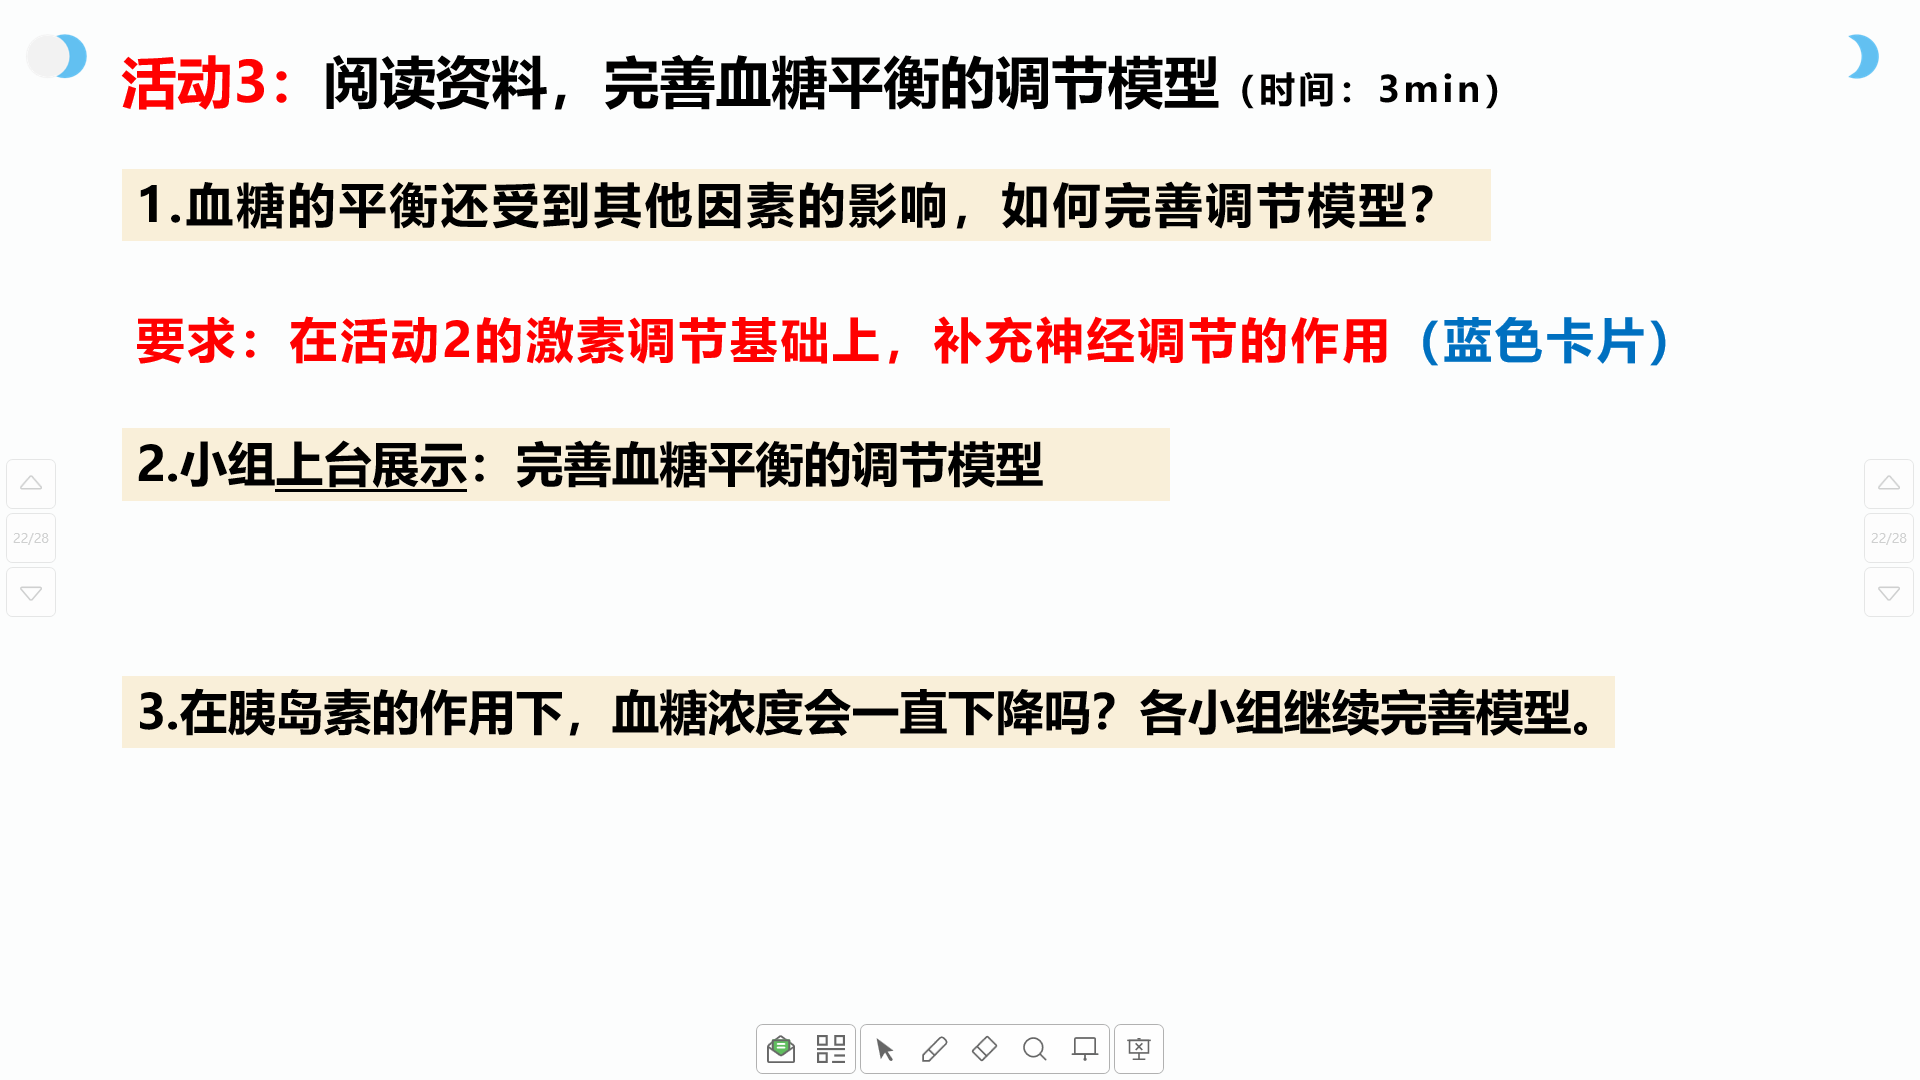 活动3：阅读资料，完善血糖平衡的调节模型（时间：3min）
1.血糖的平衡还受到其他因素的影响，如何完善调节模型？
要求：在活动2的激素调节基础上，补充神经调节的作用（蓝色卡片）
2.小组上台展示：完善血糖平衡的调节模型
22/28
22/28
3.在胰岛素的作用下，血糖浓度会一直下降吗？各小组继续完善模型。